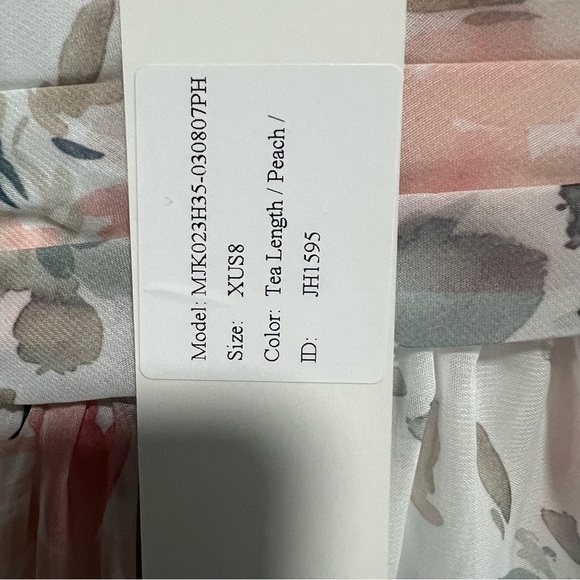 Model: MJK023H35-030807PH
Size: XUS8
Color: Tea Length / Peach /
ID: JH1595